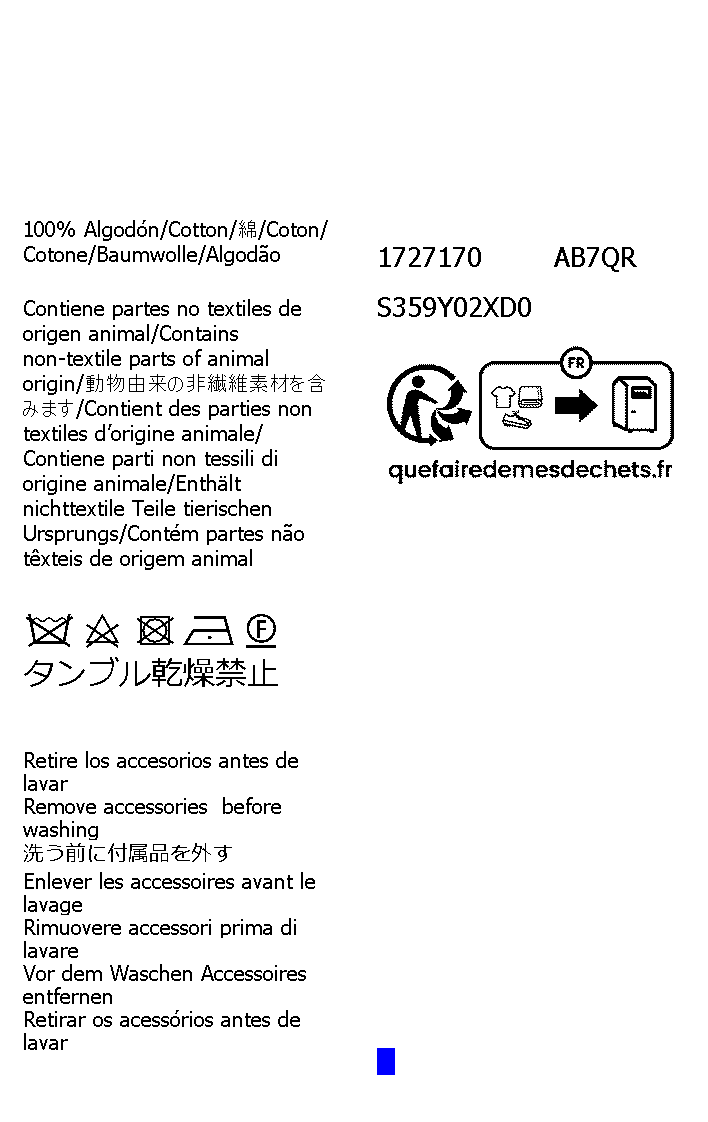 100% Algodón/Cotton/綿/Coton/
Cotone/Baumwolle/Algodão
Contiene partes no textiles de
origen animal/Contains
non-textile parts of animal
origin/動物由来の非繊維素材を含
みます/Contient des parties non
textiles d’origine animale/
Contiene parti non tessili di
origine animale/Enthält
nichttextile Teile tierischen
Ursprungs/Contém partes não
têxteis de origem animal
F
タンブル乾燥禁止
Retire los accesorios antes de
lavar
Remove accessories  before
washing
洗う前に付属品を外す
Enlever les accessoires avant le
lavage
Rimuovere accessori prima di
lavare
Vor dem Waschen Accessoires
entfernen
Retirar os acessórios antes de
lavar
1727170 AB7QR
S359Y02XD0
FR
quefairedemesdechets.fr